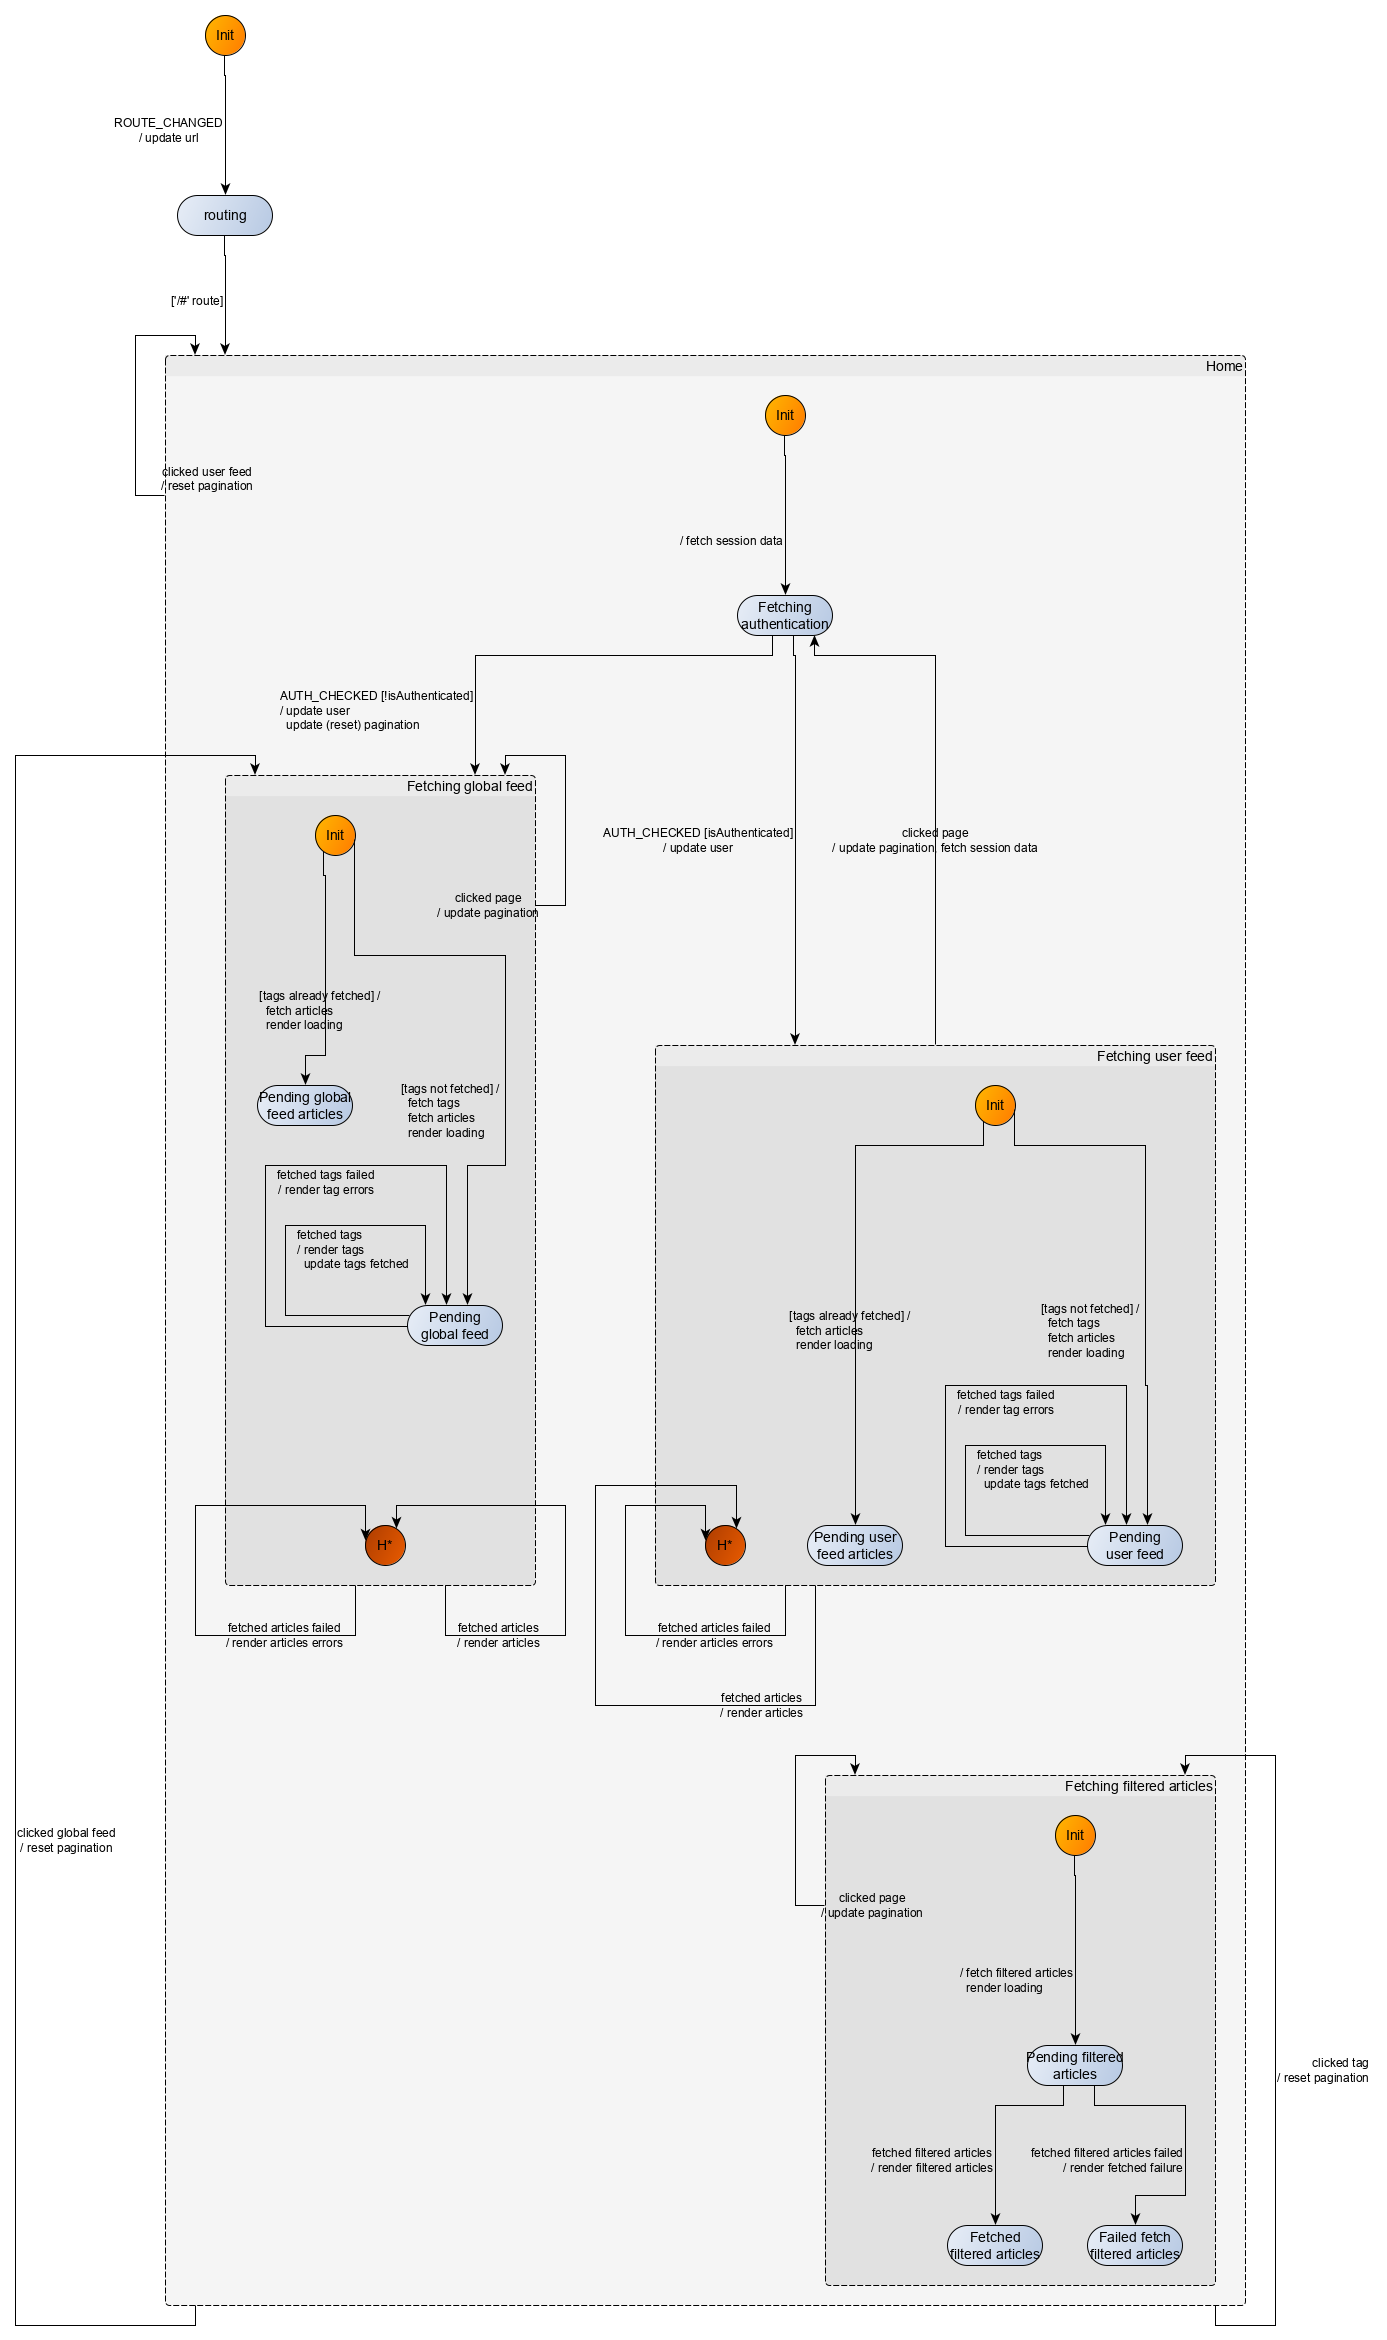 Init
ROUTE_CHANGED
/ update url
routing
['/#' route]
Home
Init
clicked user feed
/ reset pagination
/ fetch session data
Fetching
authentication
AUTH_CHECKED [!isAuthenticated]
/ update user
update (reset) pagination
Fetching global feed
Init
AUTH_CHECKED [isAuthenticated]
/ update user
clicked page
/ update pagination, fetch session data
clicked page
/ update pagination
[tags already fetched] /
fetch articles
render loading
Pending global
feed articles
[tags not fetched] /
fetch tags
fetch articles
render loading
fetched tags failed
/ render tag errors
fetched tags
/ render tags
update tags fetched
Pending
global feed
H*
fetched articles failed
/ render articles errors
fetched articles
/ render articles
Fetching user feed
Init
[tags already fetched] /
fetch articles
render loading
[tags not fetched] /
fetch tags
fetch articles
render loading
fetched tags failed
/ render tag errors
fetched tags
/ render tags
update tags fetched
H*
Pending user
feed articles
Pending
user feed
fetched articles failed
/ render articles errors
fetched articles
/ render articles
Fetching filtered articles
Init
clicked global feed
/ reset pagination
clicked page
/ update pagination
/ fetch filtered articles
render loading
Pending filtered
articles
clicked tag
/ reset pagination
fetched filtered articles
/ render filtered articles
fetched filtered articles failed
/ render fetched failure
Fetched
filtered articles
Failed fetch
filtered articles